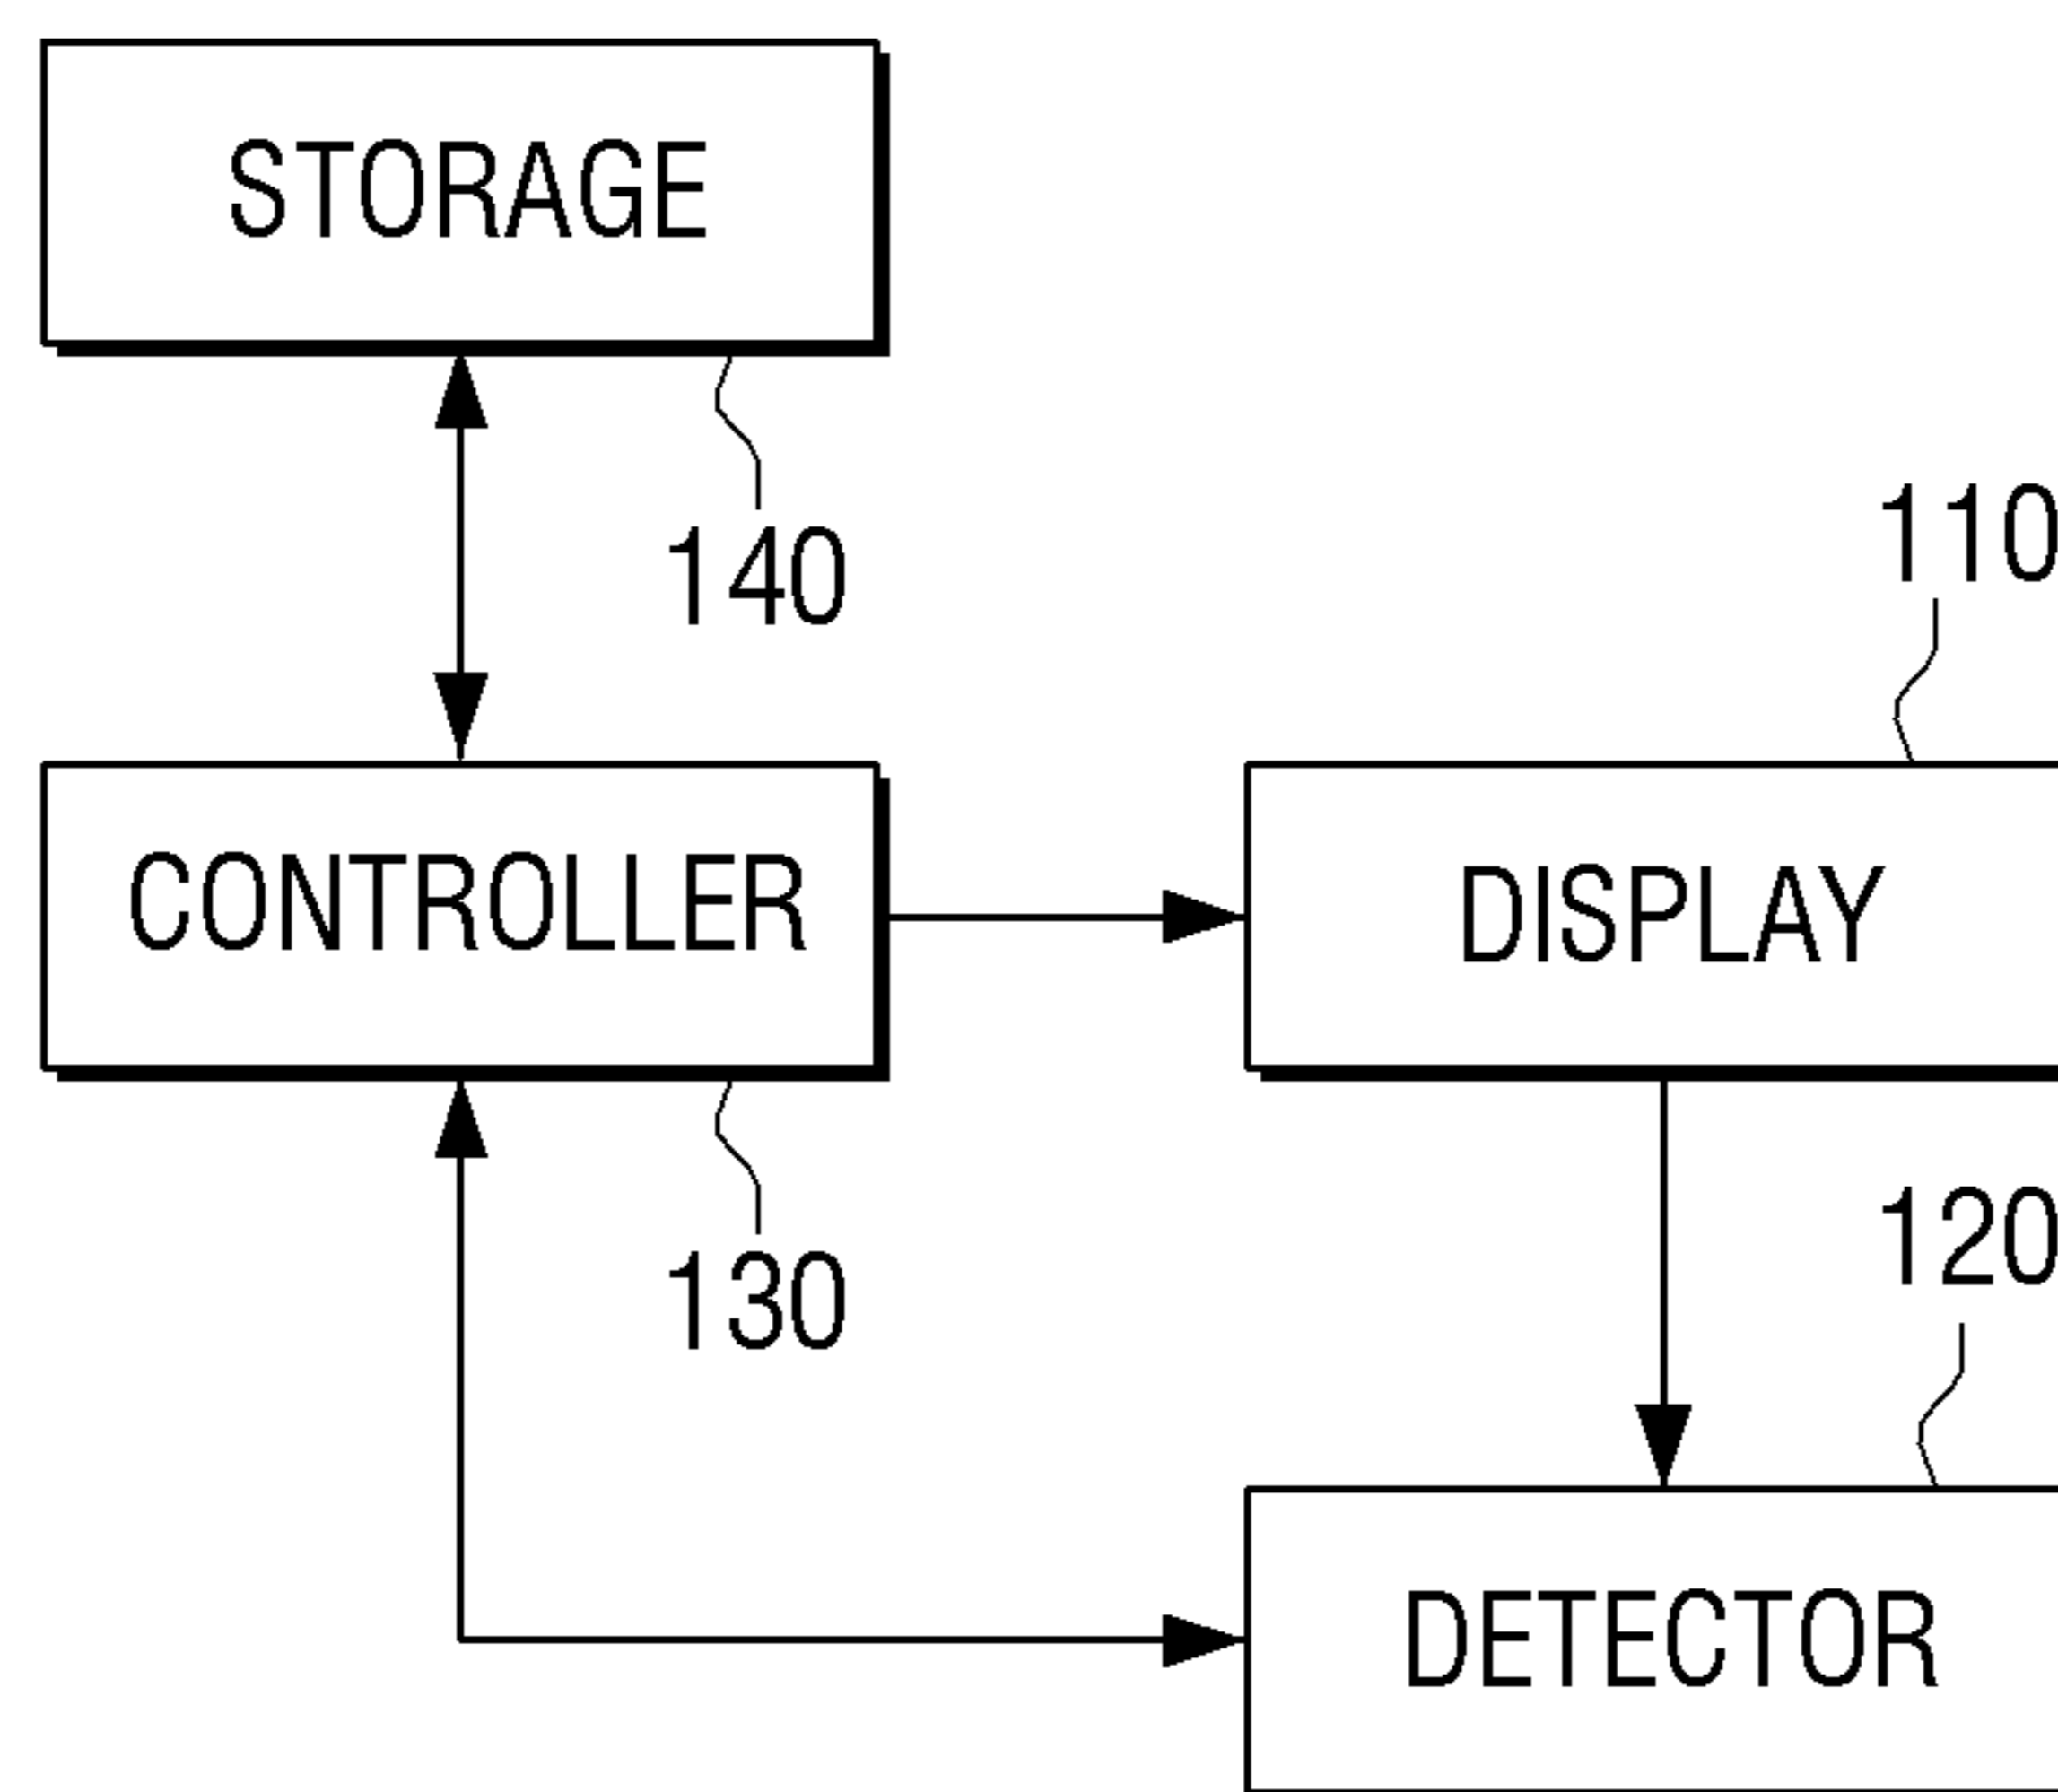 STORAGE
140
110
CONTROLLER
DISPLAY
130
120
DETECTOR